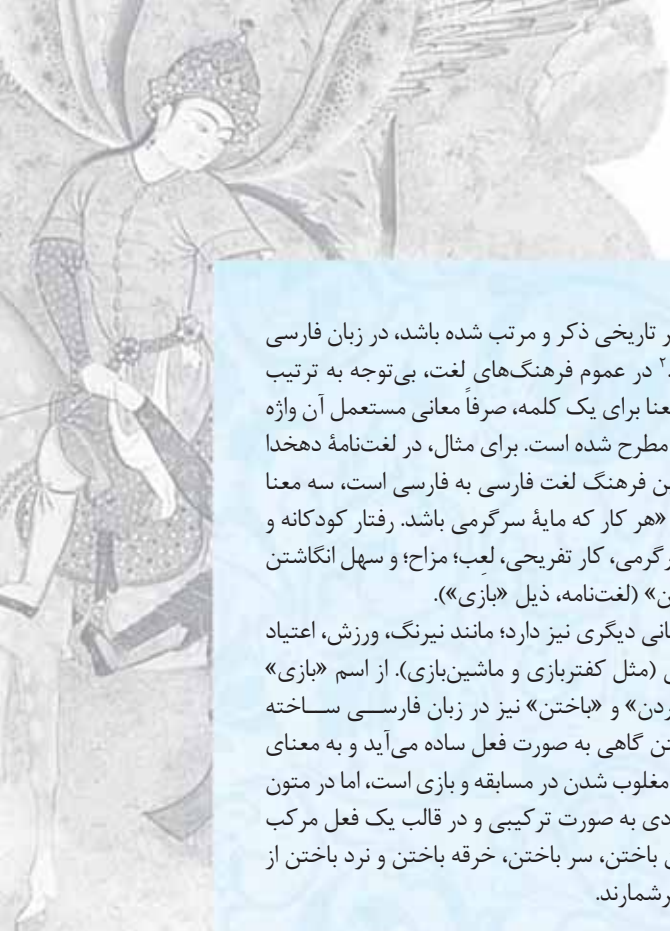 ر تاریخی ذکر و مرتب شده باشد، در زبان فارسی
.۲ در عموم فرهنگ‌های لغت، بی‌توجه به ترتیب
عنا برای یک کلمه، صرفاً معانی مستعمل آن واژه
مطرح شده است. برای مثال، در لغت‌نامهٔ دهخدا
ن فرهنگ لغت فارسی به فارسی است، سه معنا
«هر کار که مایهٔ سرگرمی باشد. رفتار کودکانه و
رگرمی، کار تفریحی، لعِب؛ مزاح؛ و سهل انگاشتن
ن» (لغت‌نامه، ذیل «بازی»).
انی دیگری نیز دارد؛ مانند نیرنگ، ورزش، اعتیاد
ی (مثل کفتربازی و ماشین‌بازی). از اسم «بازی»
ردن» و «باختن» نیز در زبان فارسـی سـاخته
تن گاهی به صورت فعل ساده می‌آید و به معنای
مغلوب شدن در مسابقه و بازی است، اما در متون
دی به صورت ترکیبی و در قالب یک فعل مرکب
ی باختن، سر باختن، خرقه باختن و نرد باختن از
رشمارند.